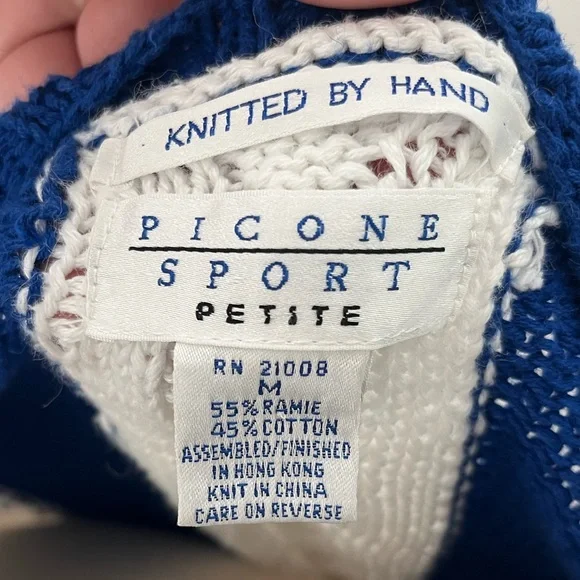 KNITTED BY HAND
PICONE
SPORT
PETITE
RN 21008
M
55% RAMIE
45% COTTON
ASSEMBLED/FINISHED
IN HONG KONG
KNIT IN CHINA
CARE ON REVERSE